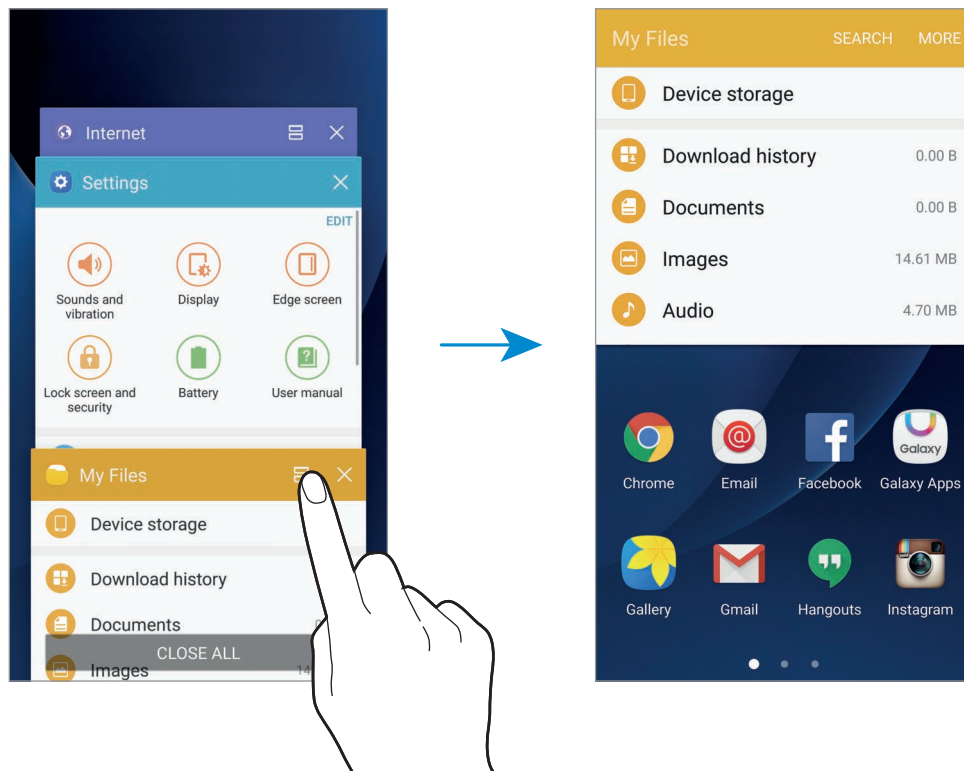 Internet
Settings
EDIT
Sounds and
vibration
Display
Edge screen
Lock screen and
security
Battery
User manual
My Files
Device storage
Download history
Documents
CLOSE ALL
Images
14
My Files SEARCH MORE
Device storage
Download history 0.00 B
Documents 0.00 B
Images 14.61 MB
Audio 4.70 MB
Galaxy
Chrome Email Facebook Galaxy Apps
Gallery Gmail Hangouts Instagram